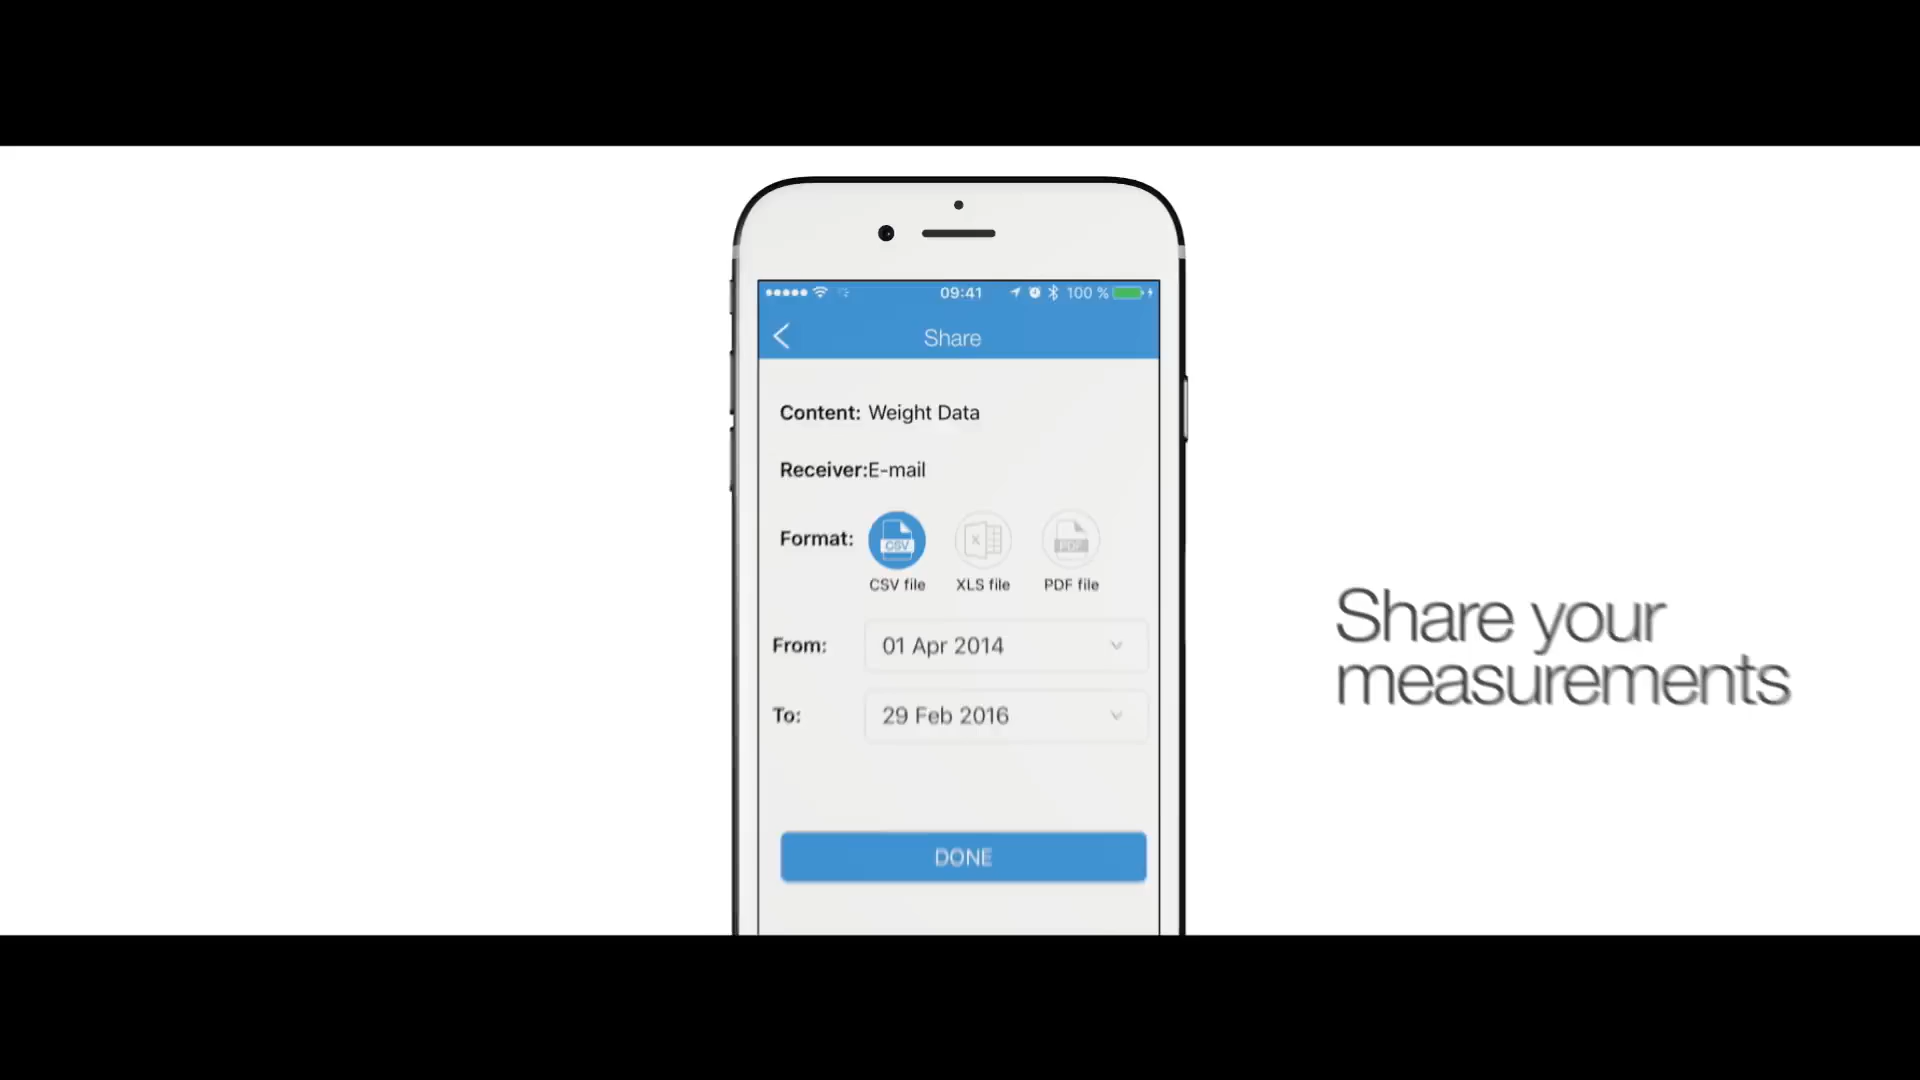 09:41 100 %
Share
Content: Weight Data
Receiver:E-mail
Format: CSV XLS PDF
CSV file XLS file PDF file
From: 01 Apr 2014
To: 29 Feb 2016
DONE
Share your
measurements